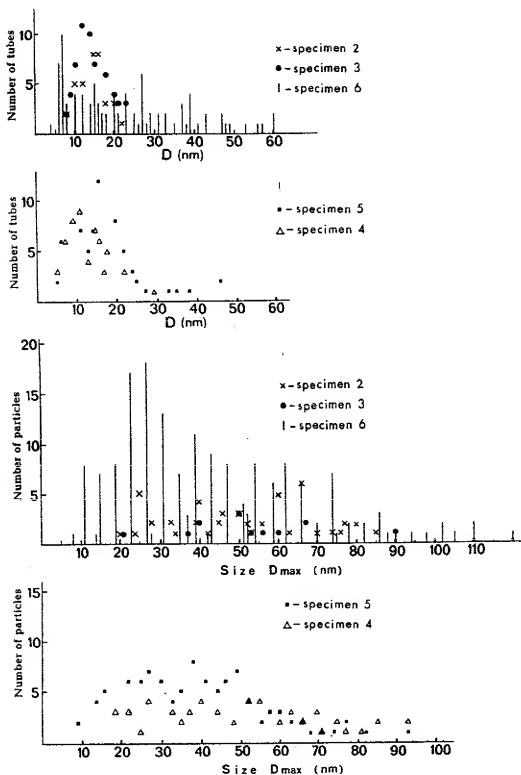 Number of tubes
10
5
× – specimen 2
● – specimen 3
| – specimen 6
10 20 30 40 50 60
D (nm)
Number of tubes
10
5
▪ – specimen 5
△ – specimen 4
10 20 30 40 50 60
D (nm)
Number of particles
20
15
10
5
× – specimen 2
● – specimen 3
| – specimen 6
10 20 30 40 50 60 70 80 90 100 110 120
Size Dmax (nm)
Number of particles
15
10
5
▪ – specimen 5
△ – specimen 4
10 20 30 40 50 60 70 80 90 100
Size Dmax (nm)